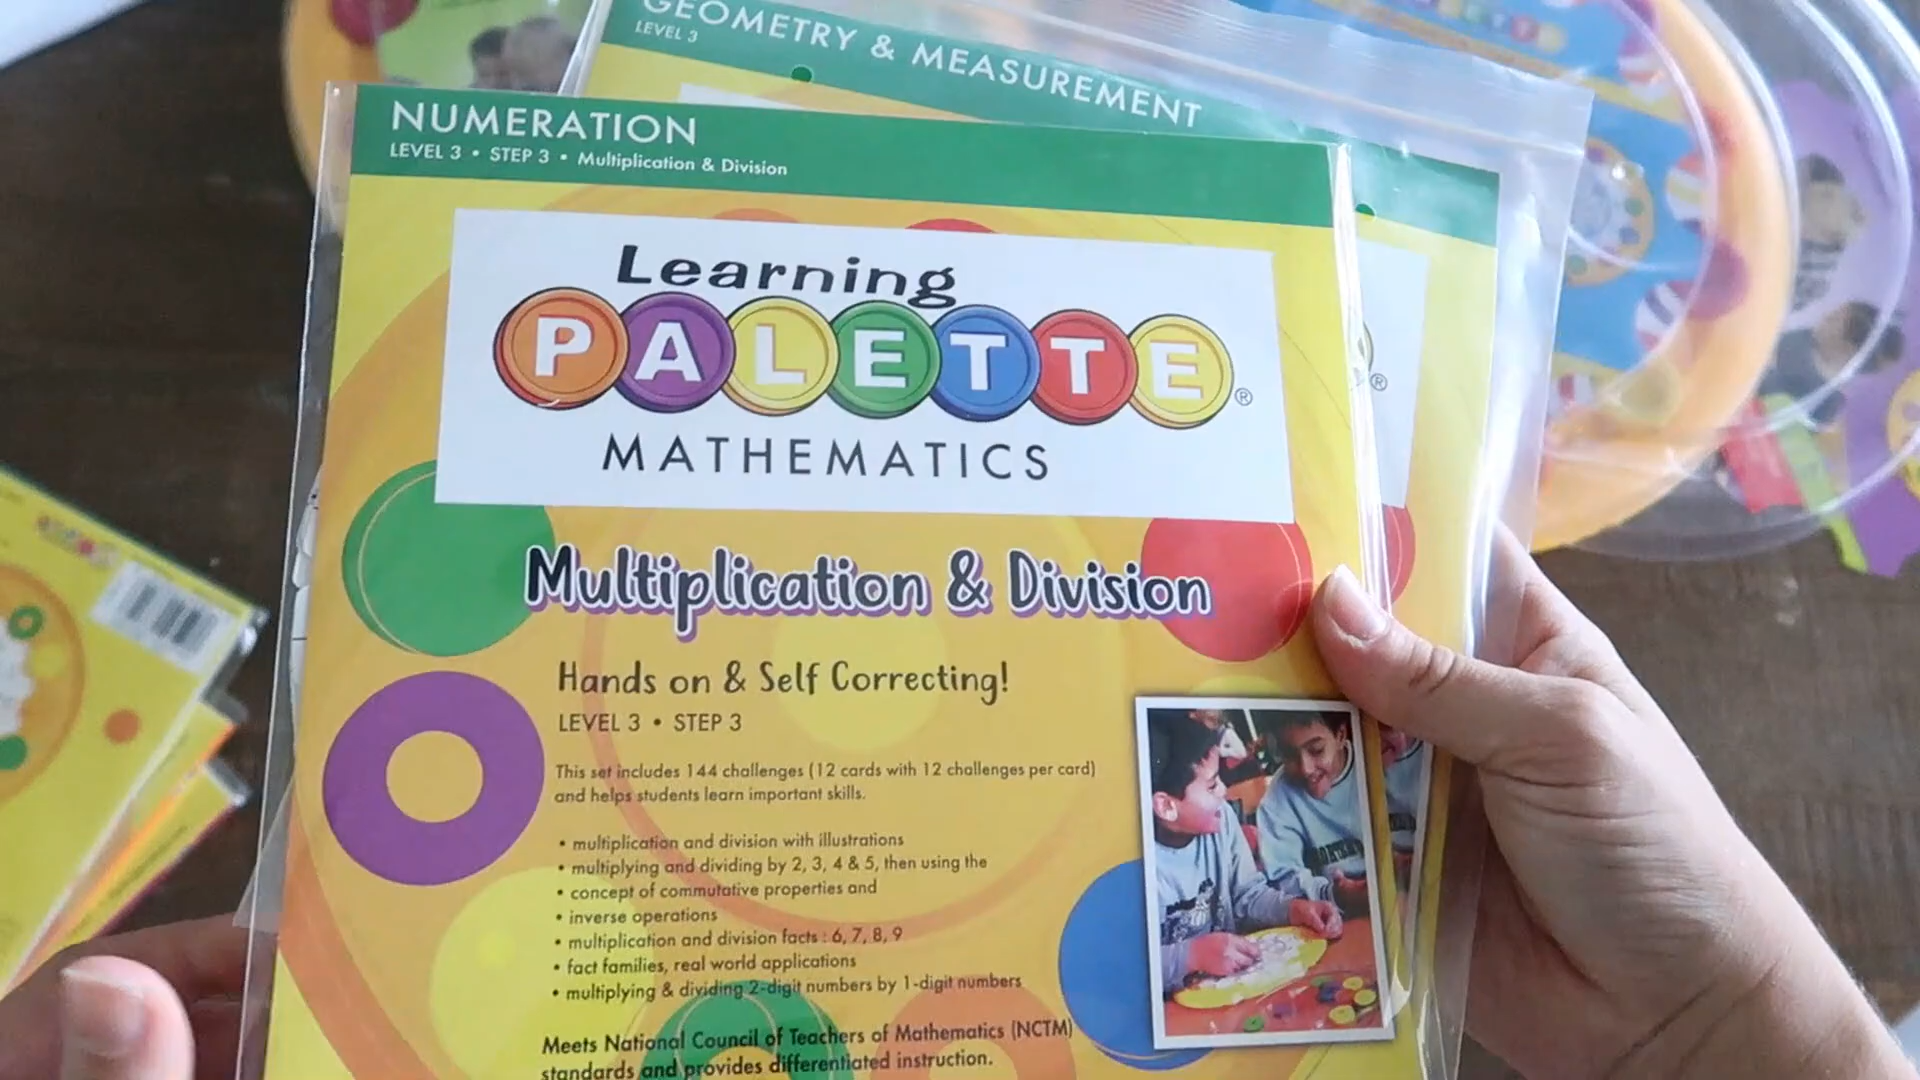 GEOMETRY & MEASUREMENT
LEVEL 3
NUMERATION
LEVEL 3 • STEP 3 • Multiplication & Division
Learning
PALETTE®
®
MATHEMATICS
Multiplication & Division
Hands on & Self Correcting!
LEVEL 3 • STEP 3
This set includes 144 challenges (12 cards with 12 challenges per card)
and helps students learn important skills.
• multiplication and division with illustrations
• multiplying and dividing by 2, 3, 4 & 5, then using the
• concept of commutative properties and
• inverse operations
• multiplication and division facts : 6, 7, 8, 9
• fact families, real world applications
• multiplying & dividing 2-digit numbers by 1-digit numbers
Meets National Council of Teachers of Mathematics (NCTM)
standards and provides differentiated instruction.